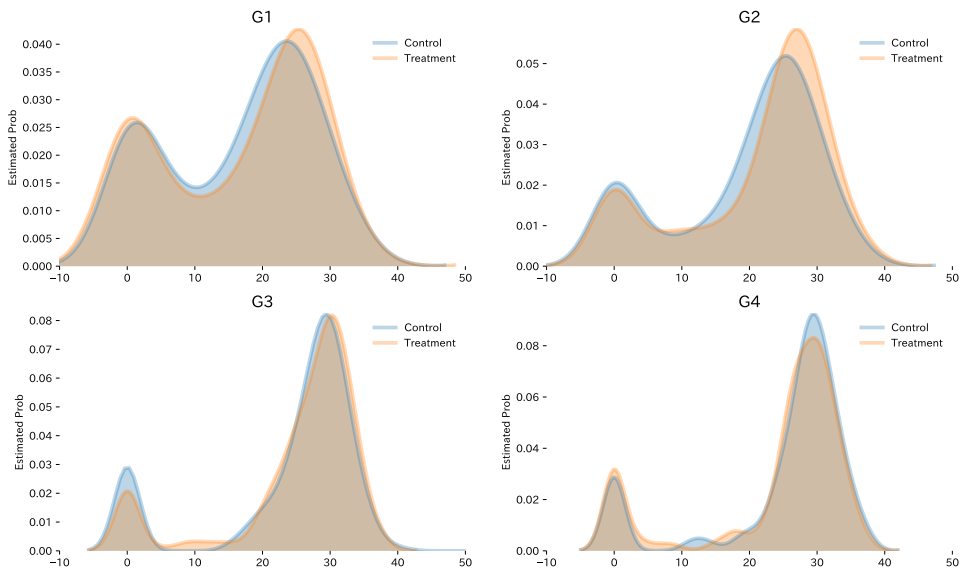 G1
Estimated Prob
0.040
0.035
0.030
0.025
0.020
0.015
0.010
0.005
0.000
−10 0 10 20 30 40 50
Control
Treatment
G2
Estimated Prob
0.05
0.04
0.03
0.02
0.01
0.00
−10 0 10 20 30 40 50
Control
Treatment
G3
Estimated Prob
0.08
0.07
0.06
0.05
0.04
0.03
0.02
0.01
0.00
−10 0 10 20 30 40 50
Control
Treatment
G4
Estimated Prob
0.08
0.06
0.04
0.02
0.00
−10 0 10 20 30 40 50
Control
Treatment